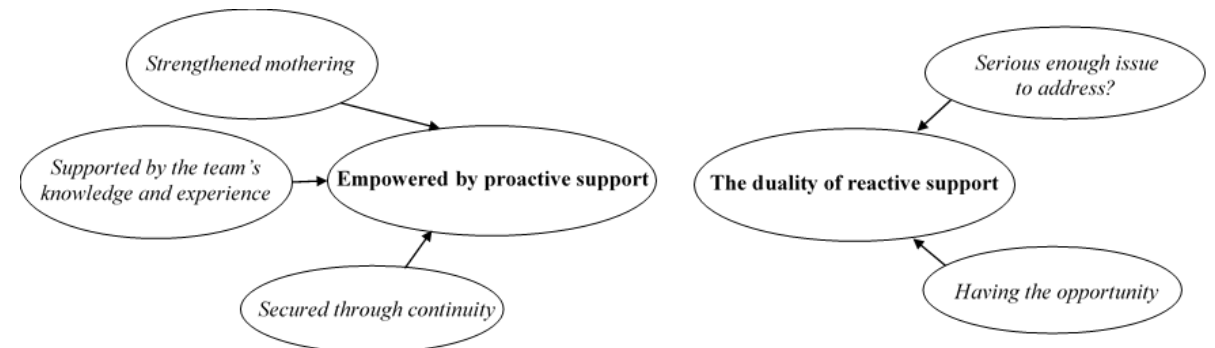 Strengthened mothering
Supported by the team's
knowledge and experience
Empowered by proactive support
Secured through continuity
Serious enough issue
to address?
The duality of reactive support
Having the opportunity